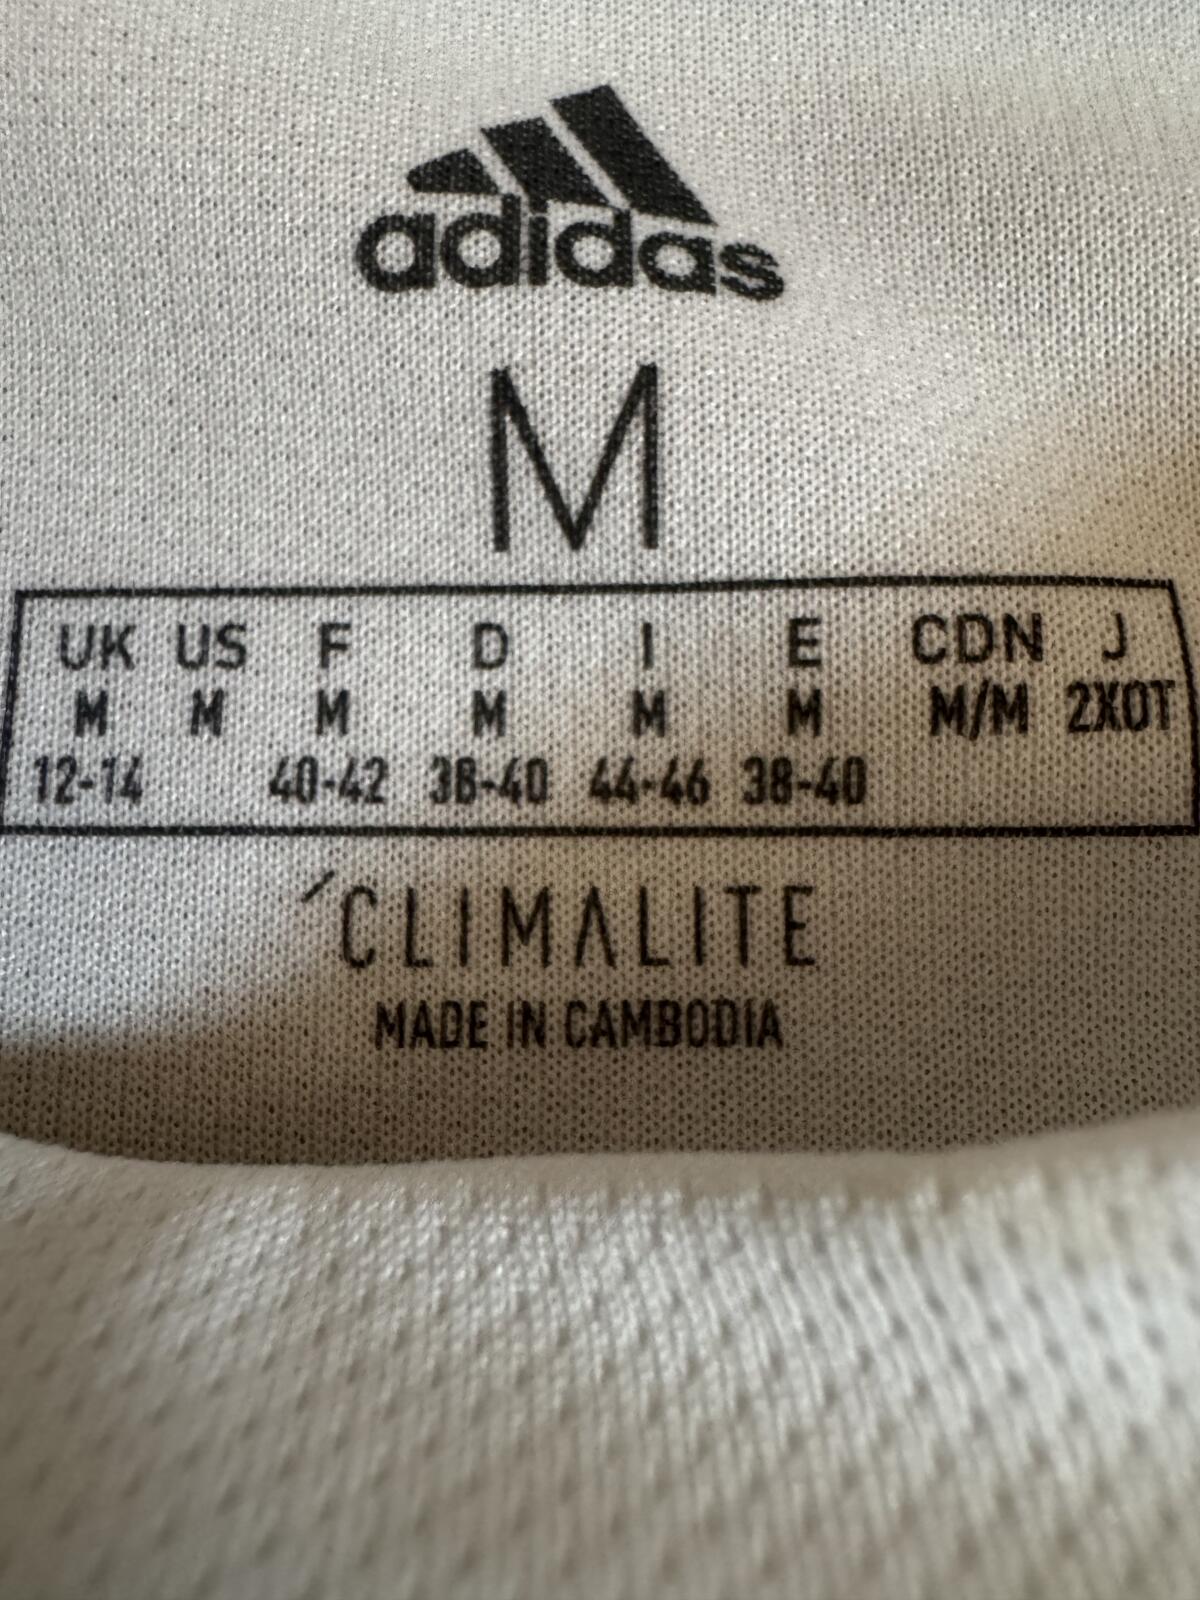 adidas
M
UK US F D I E CDN J
M M M M M M M/M 2XOT
12-14 40-42 38-40 44-46 38-40
´CLIMALITE
MADE IN CAMBODIA